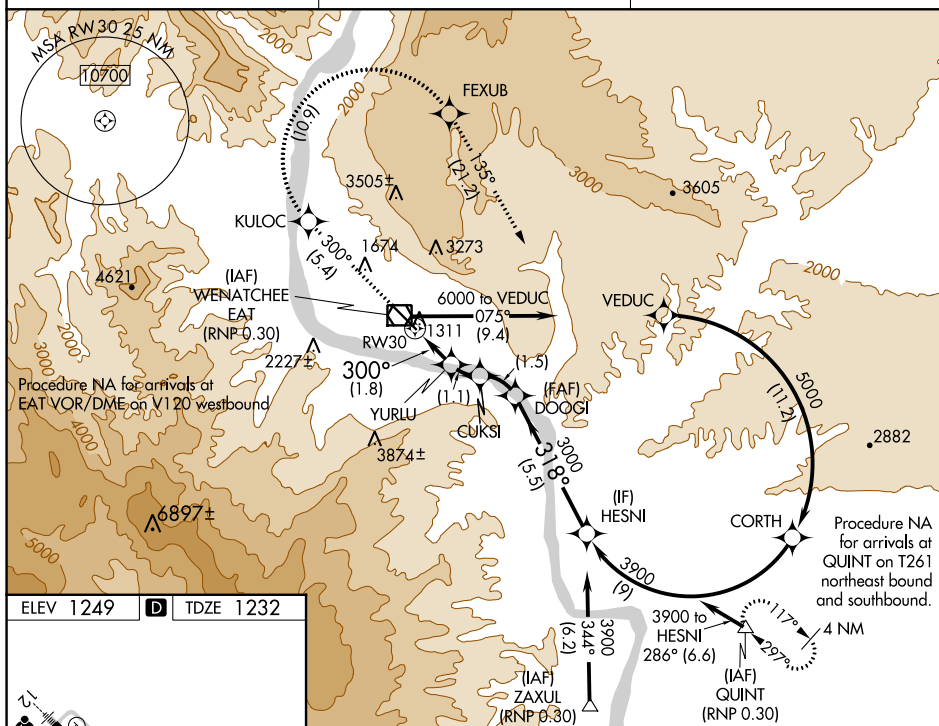 MSA RW30 25 NM
10700
2000
2000
FEXUB
(10.9)
135°
(21.2)
3505±
3000
3605
KULOC
300°
(5.4)
1674
3273
2000
4621
(IAF)
WENATCHEE
EAT
(RNP 0.30)
6000 to VEDUC
075°
(9.4)
VEDUC
2000
3000
RW30
1311
2227±
300°
(1.8)
(1.5)
(1.1)
YURLU
CUKSI
(FAF)
DOOGI
5000
(11.2)
Procedure NA for arrivals at
EAT VOR/DME on V120 westbound
4000
3874±
3000
318°
(5.5)
2882
6897±
5000
(IF)
HESNI
CORTH
Procedure NA
for arrivals at
QUINT on T261
northeast bound
and southbound.
3900
(9)
3900 to
HESNI
286° (6.6)
117°
4 NM
297°
(IAF)
QUINT
(RNP 0.30)
3900
344°
(6.2)
(IAF)
ZAXUL
(RNP 0.30)
ELEV 1249 D TDZE 1232
12